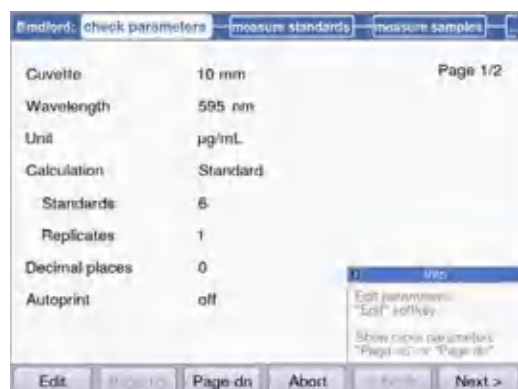 Bradford: check parameters measure standards measure samples
Cuvette 10 mm Page 1/2
Wavelength 595 nm
Unit µg/mL
Calculation Standard
Standards 6
Replicates 1
Decimal places 0
Autoprint off
Info
Edit parameters:
"Edit" softkey.
Show more parameters:
"Page up" or "Page dn".
Edit Page up Page dn Abort Next >